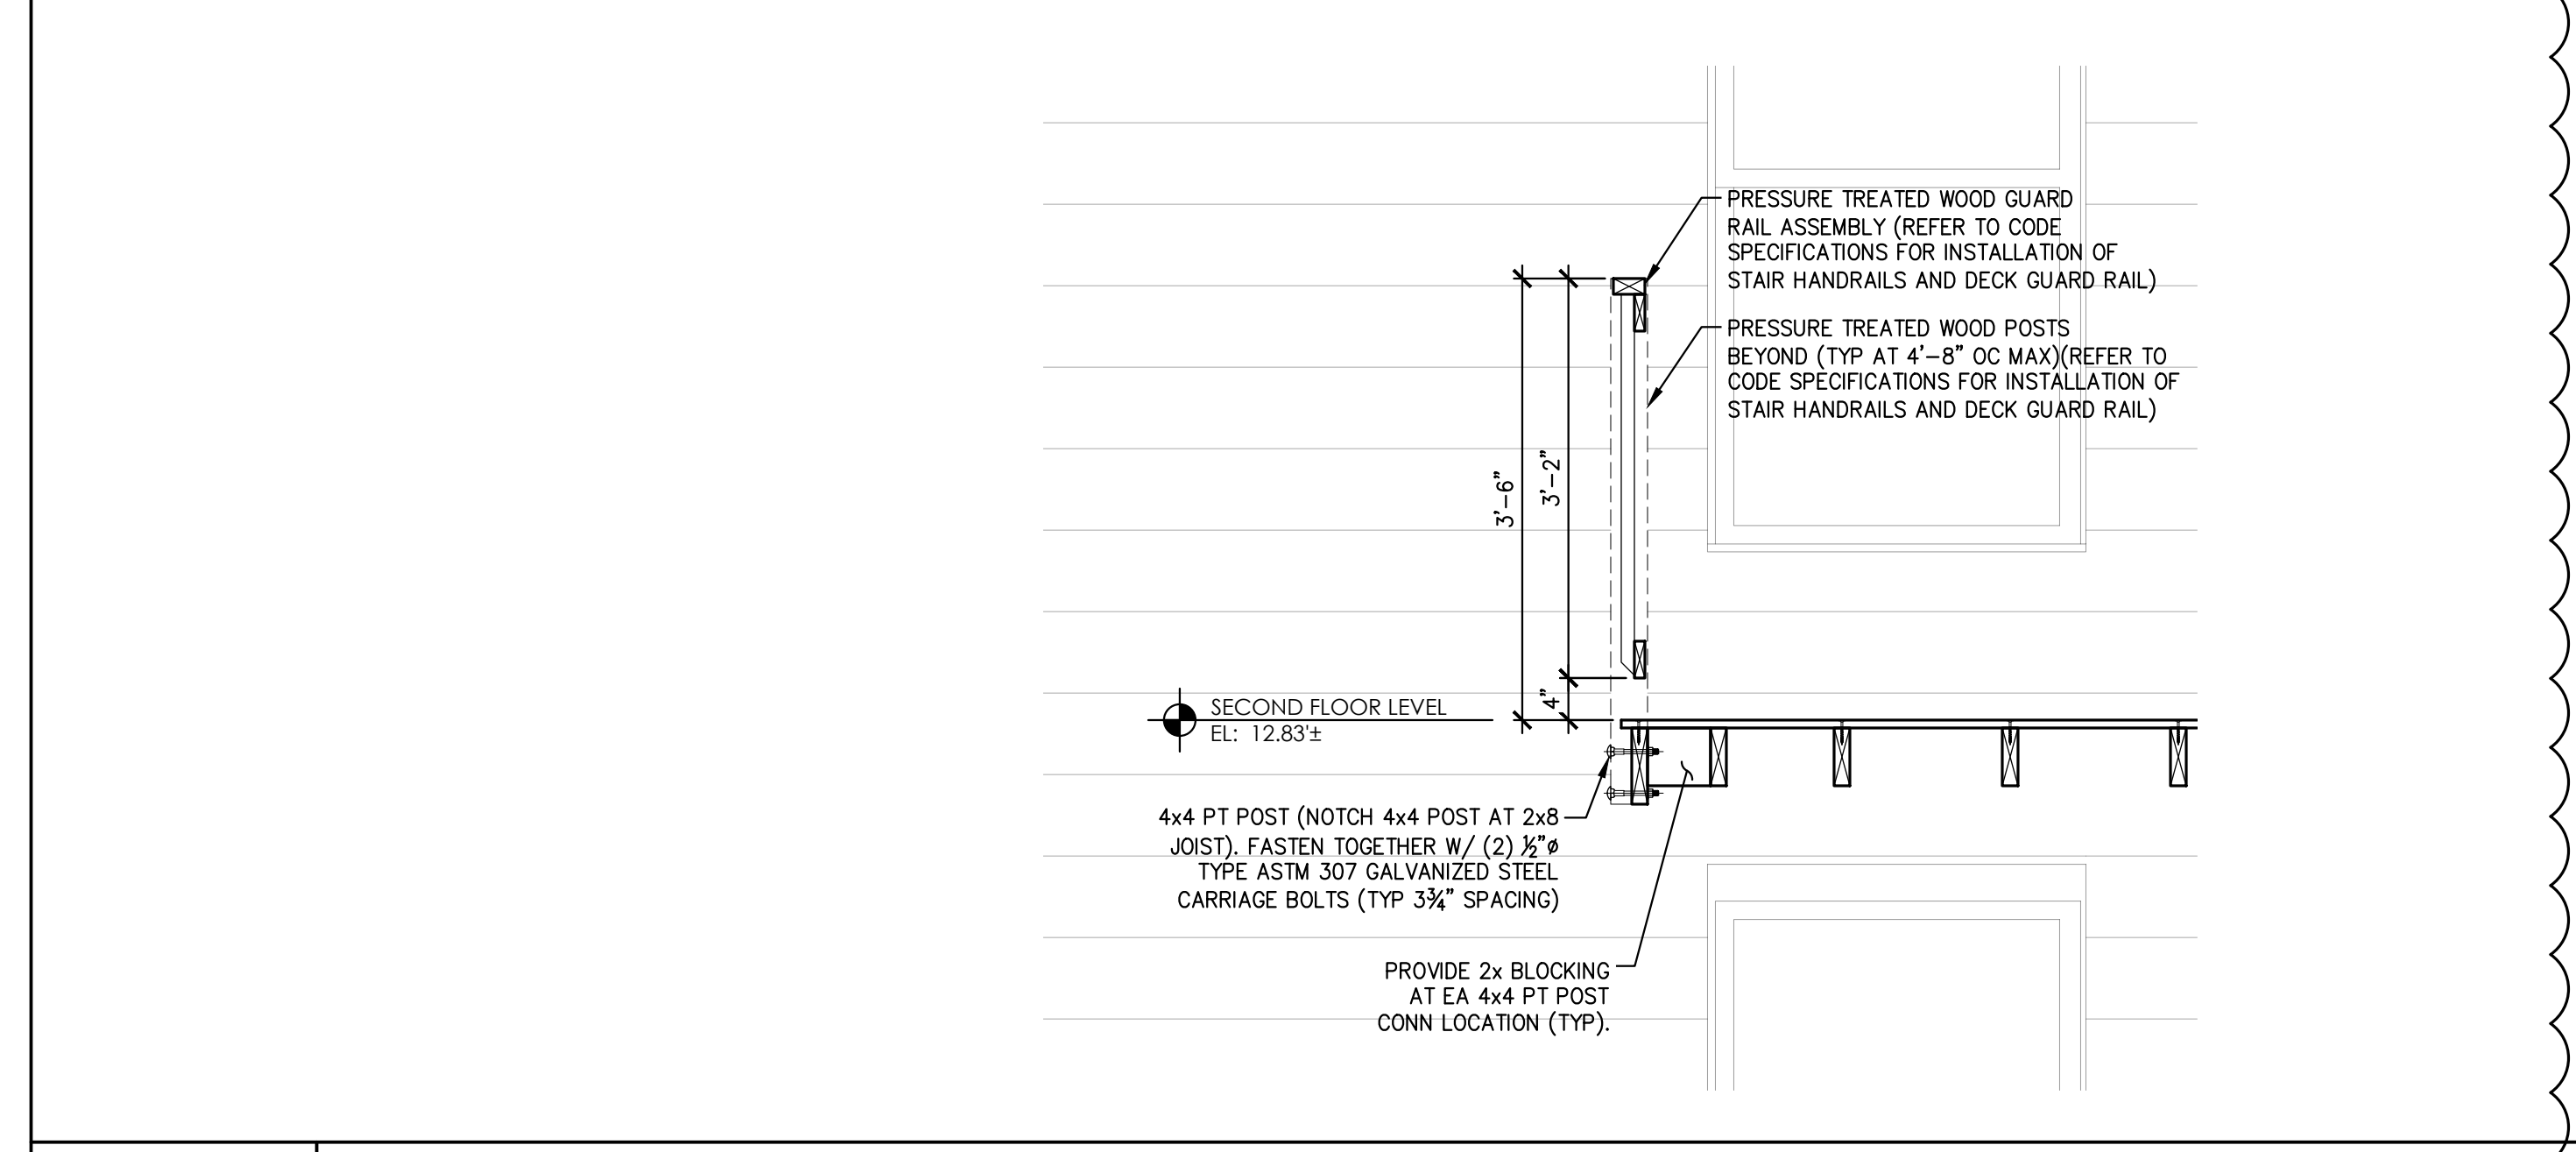 PRESSURE TREATED WOOD GUARD
RAIL ASSEMBLY (REFER TO CODE
SPECIFICATIONS FOR INSTALLATION OF
STAIR HANDRAILS AND DECK GUARD RAIL)
PRESSURE TREATED WOOD POSTS
BEYOND (TYP AT 4'-8" OC MAX)(REFER TO
CODE SPECIFICATIONS FOR INSTALLATION OF
STAIR HANDRAILS AND DECK GUARD RAIL)
3'-6"
3'-2"
4"
SECOND FLOOR LEVEL
EL: 12.83'±
4x4 PT POST (NOTCH 4x4 POST AT 2x8
JOIST). FASTEN TOGETHER W/ (2) ½"ø
TYPE ASTM 307 GALVANIZED STEEL
CARRIAGE BOLTS (TYP 3¾" SPACING)
PROVIDE 2x BLOCKING
AT EA 4x4 PT POST
CONN LOCATION (TYP).